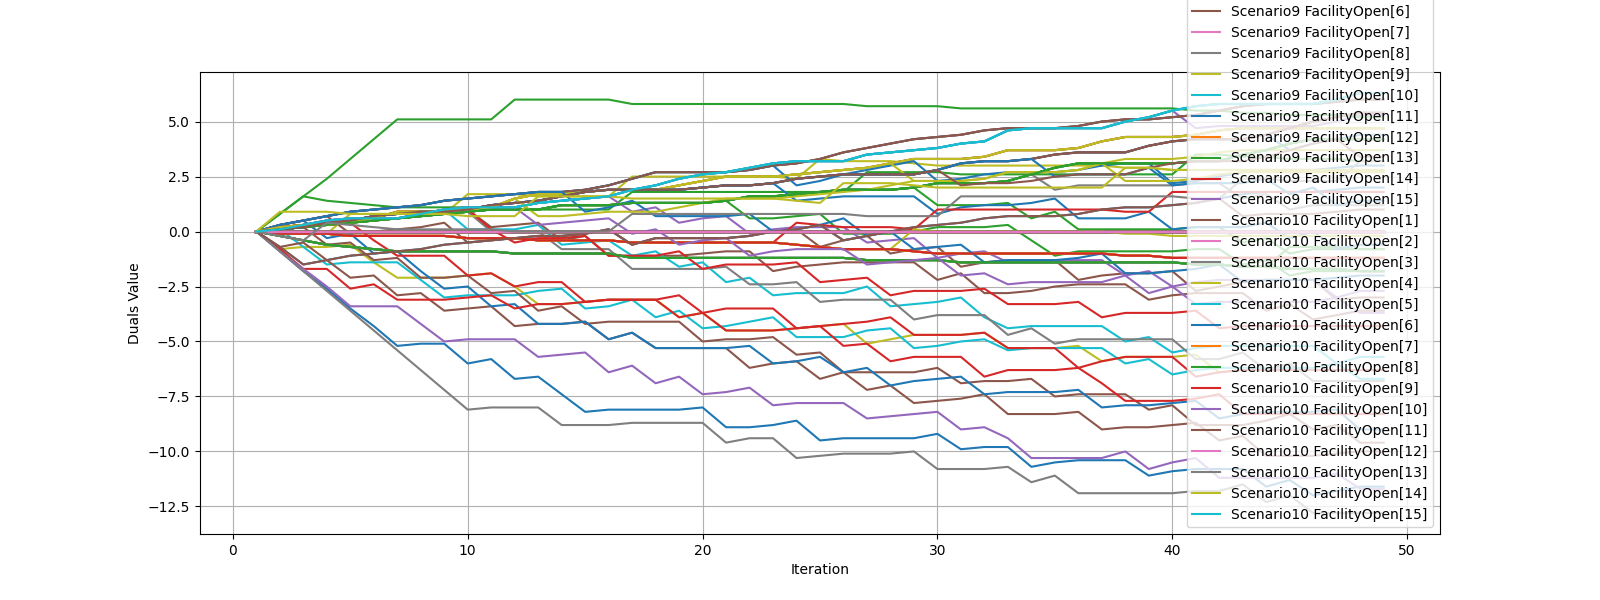 Scenario9 FacilityOpen[6]
Scenario9 FacilityOpen[7]
Scenario9 FacilityOpen[8]
Scenario9 FacilityOpen[9]
Scenario9 FacilityOpen[10]
Scenario9 FacilityOpen[11]
Scenario9 FacilityOpen[12]
Scenario9 FacilityOpen[13]
Scenario9 FacilityOpen[14]
Scenario9 FacilityOpen[15]
Scenario10 FacilityOpen[1]
Scenario10 FacilityOpen[2]
Scenario10 FacilityOpen[3]
Scenario10 FacilityOpen[4]
Scenario10 FacilityOpen[5]
Scenario10 FacilityOpen[6]
Scenario10 FacilityOpen[7]
Scenario10 FacilityOpen[8]
Scenario10 FacilityOpen[9]
Scenario10 FacilityOpen[10]
Scenario10 FacilityOpen[11]
Scenario10 FacilityOpen[12]
Scenario10 FacilityOpen[13]
Scenario10 FacilityOpen[14]
Scenario10 FacilityOpen[15]
5.0
2.5
0.0
−2.5
−5.0
−7.5
−10.0
−12.5
Duals Value
0 10 20 30 40 50
Iteration